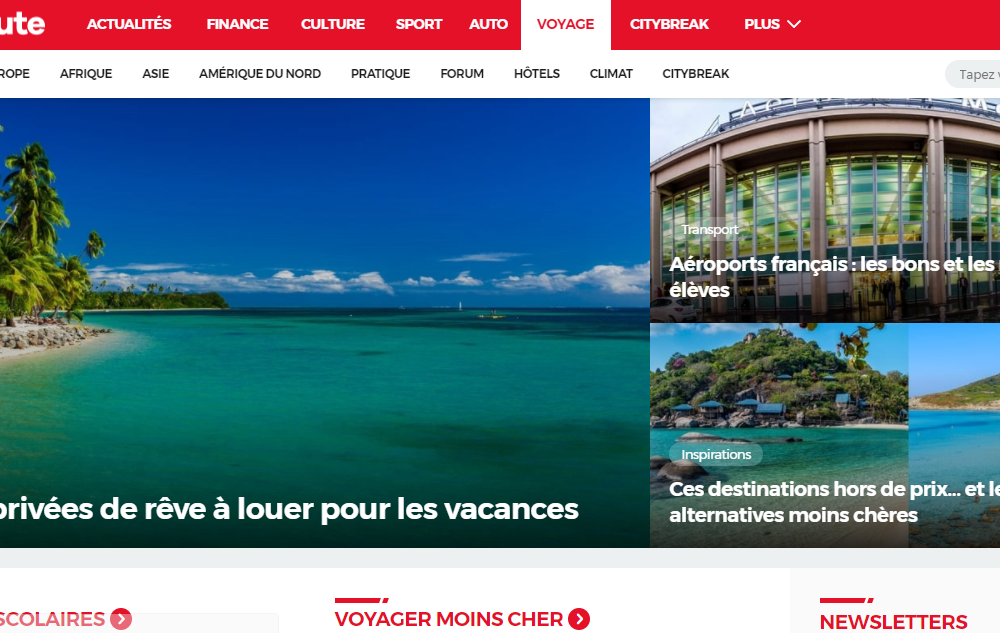 ute
ACTUALITÉS FINANCE CULTURE SPORT AUTO VOYAGE CITYBREAK PLUS
ROPE AFRIQUE ASIE AMÉRIQUE DU NORD PRATIQUE FORUM HÔTELS CLIMAT CITYBREAK
Tapez v
privées de rêve à louer pour les vacances
Transport
Aéroports français : les bons et les
élèves
Inspirations
Ces destinations hors de prix... et le
alternatives moins chères
SCOLAIRES
VOYAGER MOINS CHER
NEWSLETTERS